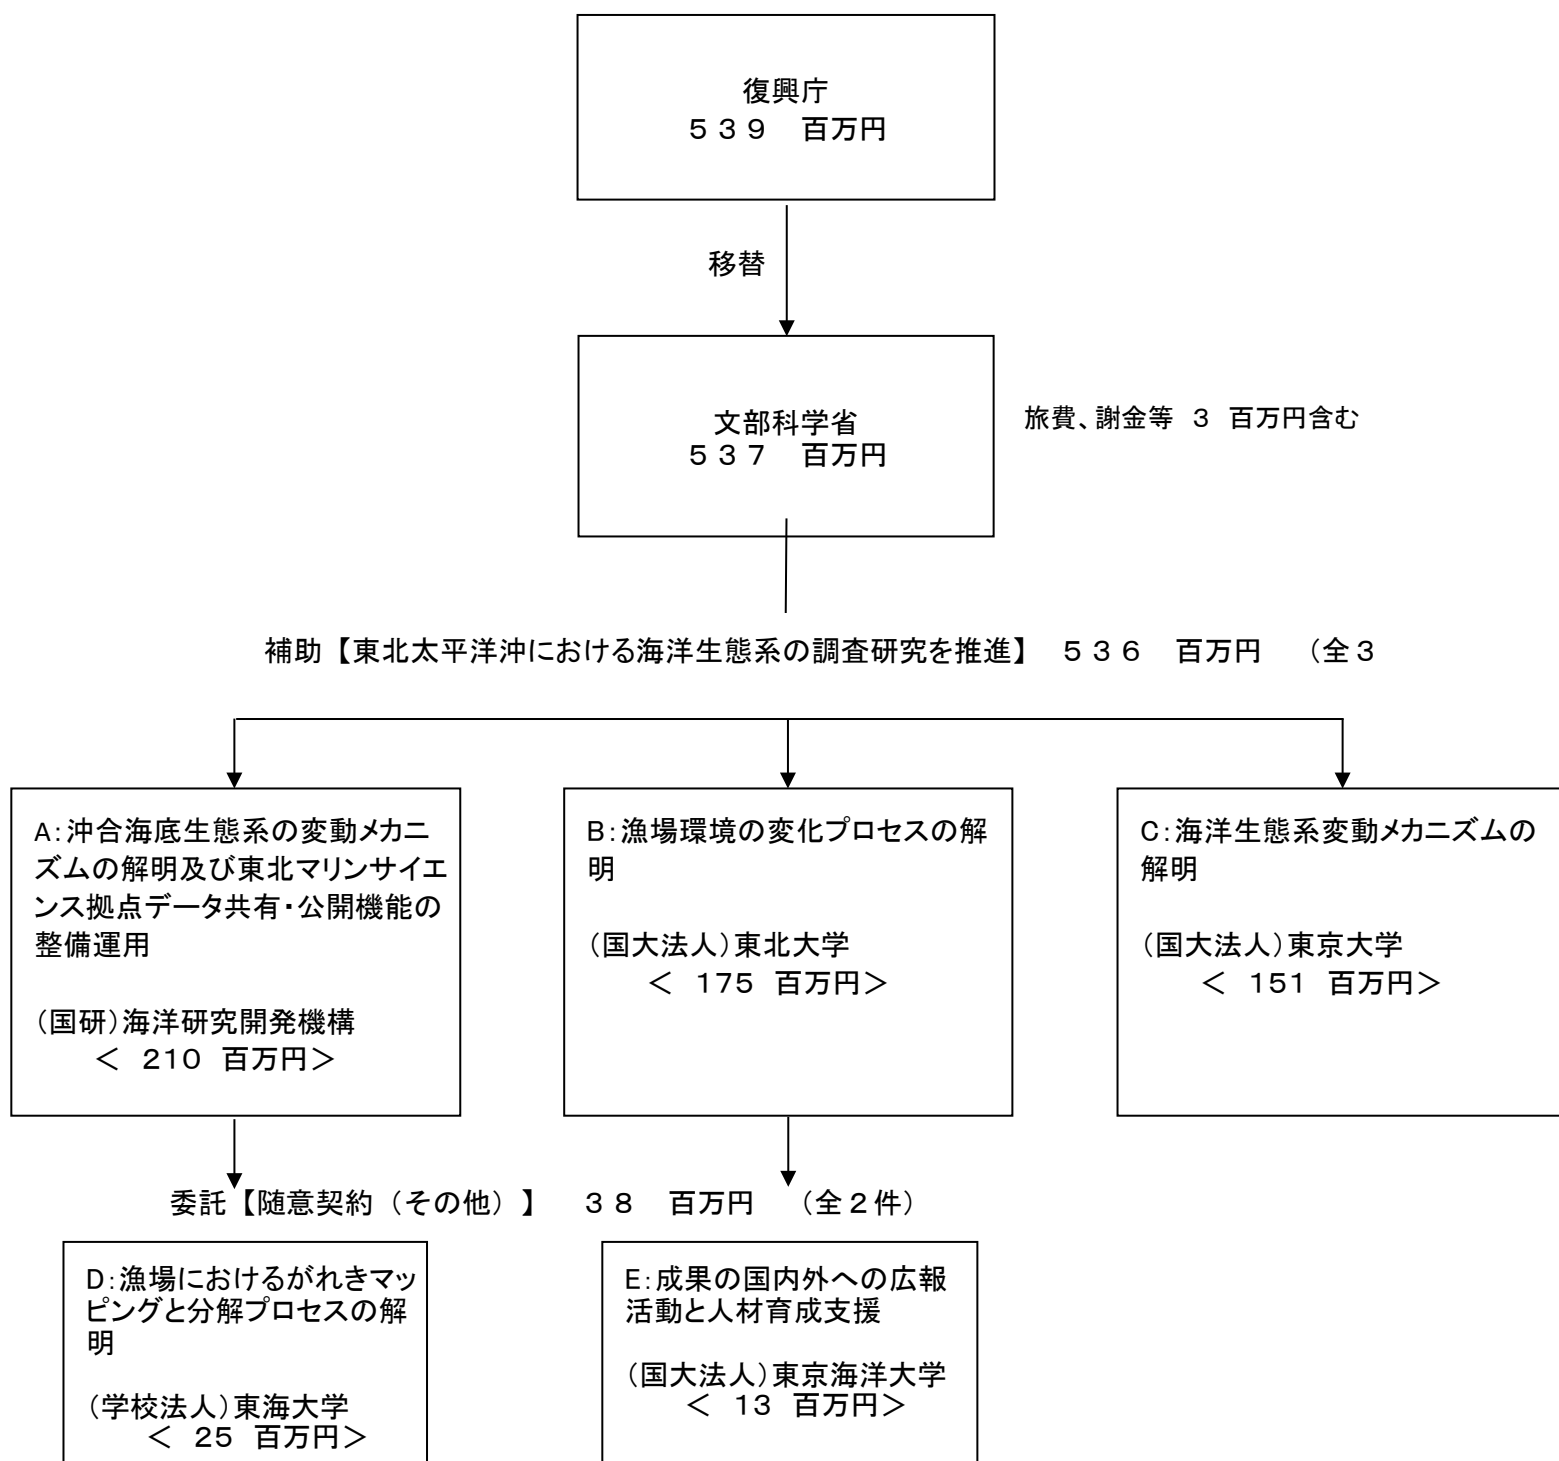 復興庁
５３９　百万円
移替
文部科学省
５３７　百万円
旅費、謝金等　３　百万円含む
補助【東北太平洋沖における海洋生態系の調査研究を推進】　５３６　百万円　（全３
A：沖合海底生態系の変動メカニ
ズムの解明及び東北マリンサイエ
ンス拠点データ共有・公開機能の
整備運用
（国研）海洋研究開発機構
＜　210　百万円＞
B：漁場環境の変化プロセスの解
明
（国大法人）東北大学
＜　175　百万円＞
C：海洋生態系変動メカニズムの
解明
（国大法人）東京大学
＜　151　百万円＞
委託【随意契約（その他）】　３８　百万円　（全２件）
D：漁場におけるがれきマッ
ピングと分解プロセスの解
明
（学校法人）東海大学
＜　25　百万円＞
E：成果の国内外への広報
活動と人材育成支援
（国大法人）東京海洋大学
＜　13　百万円＞